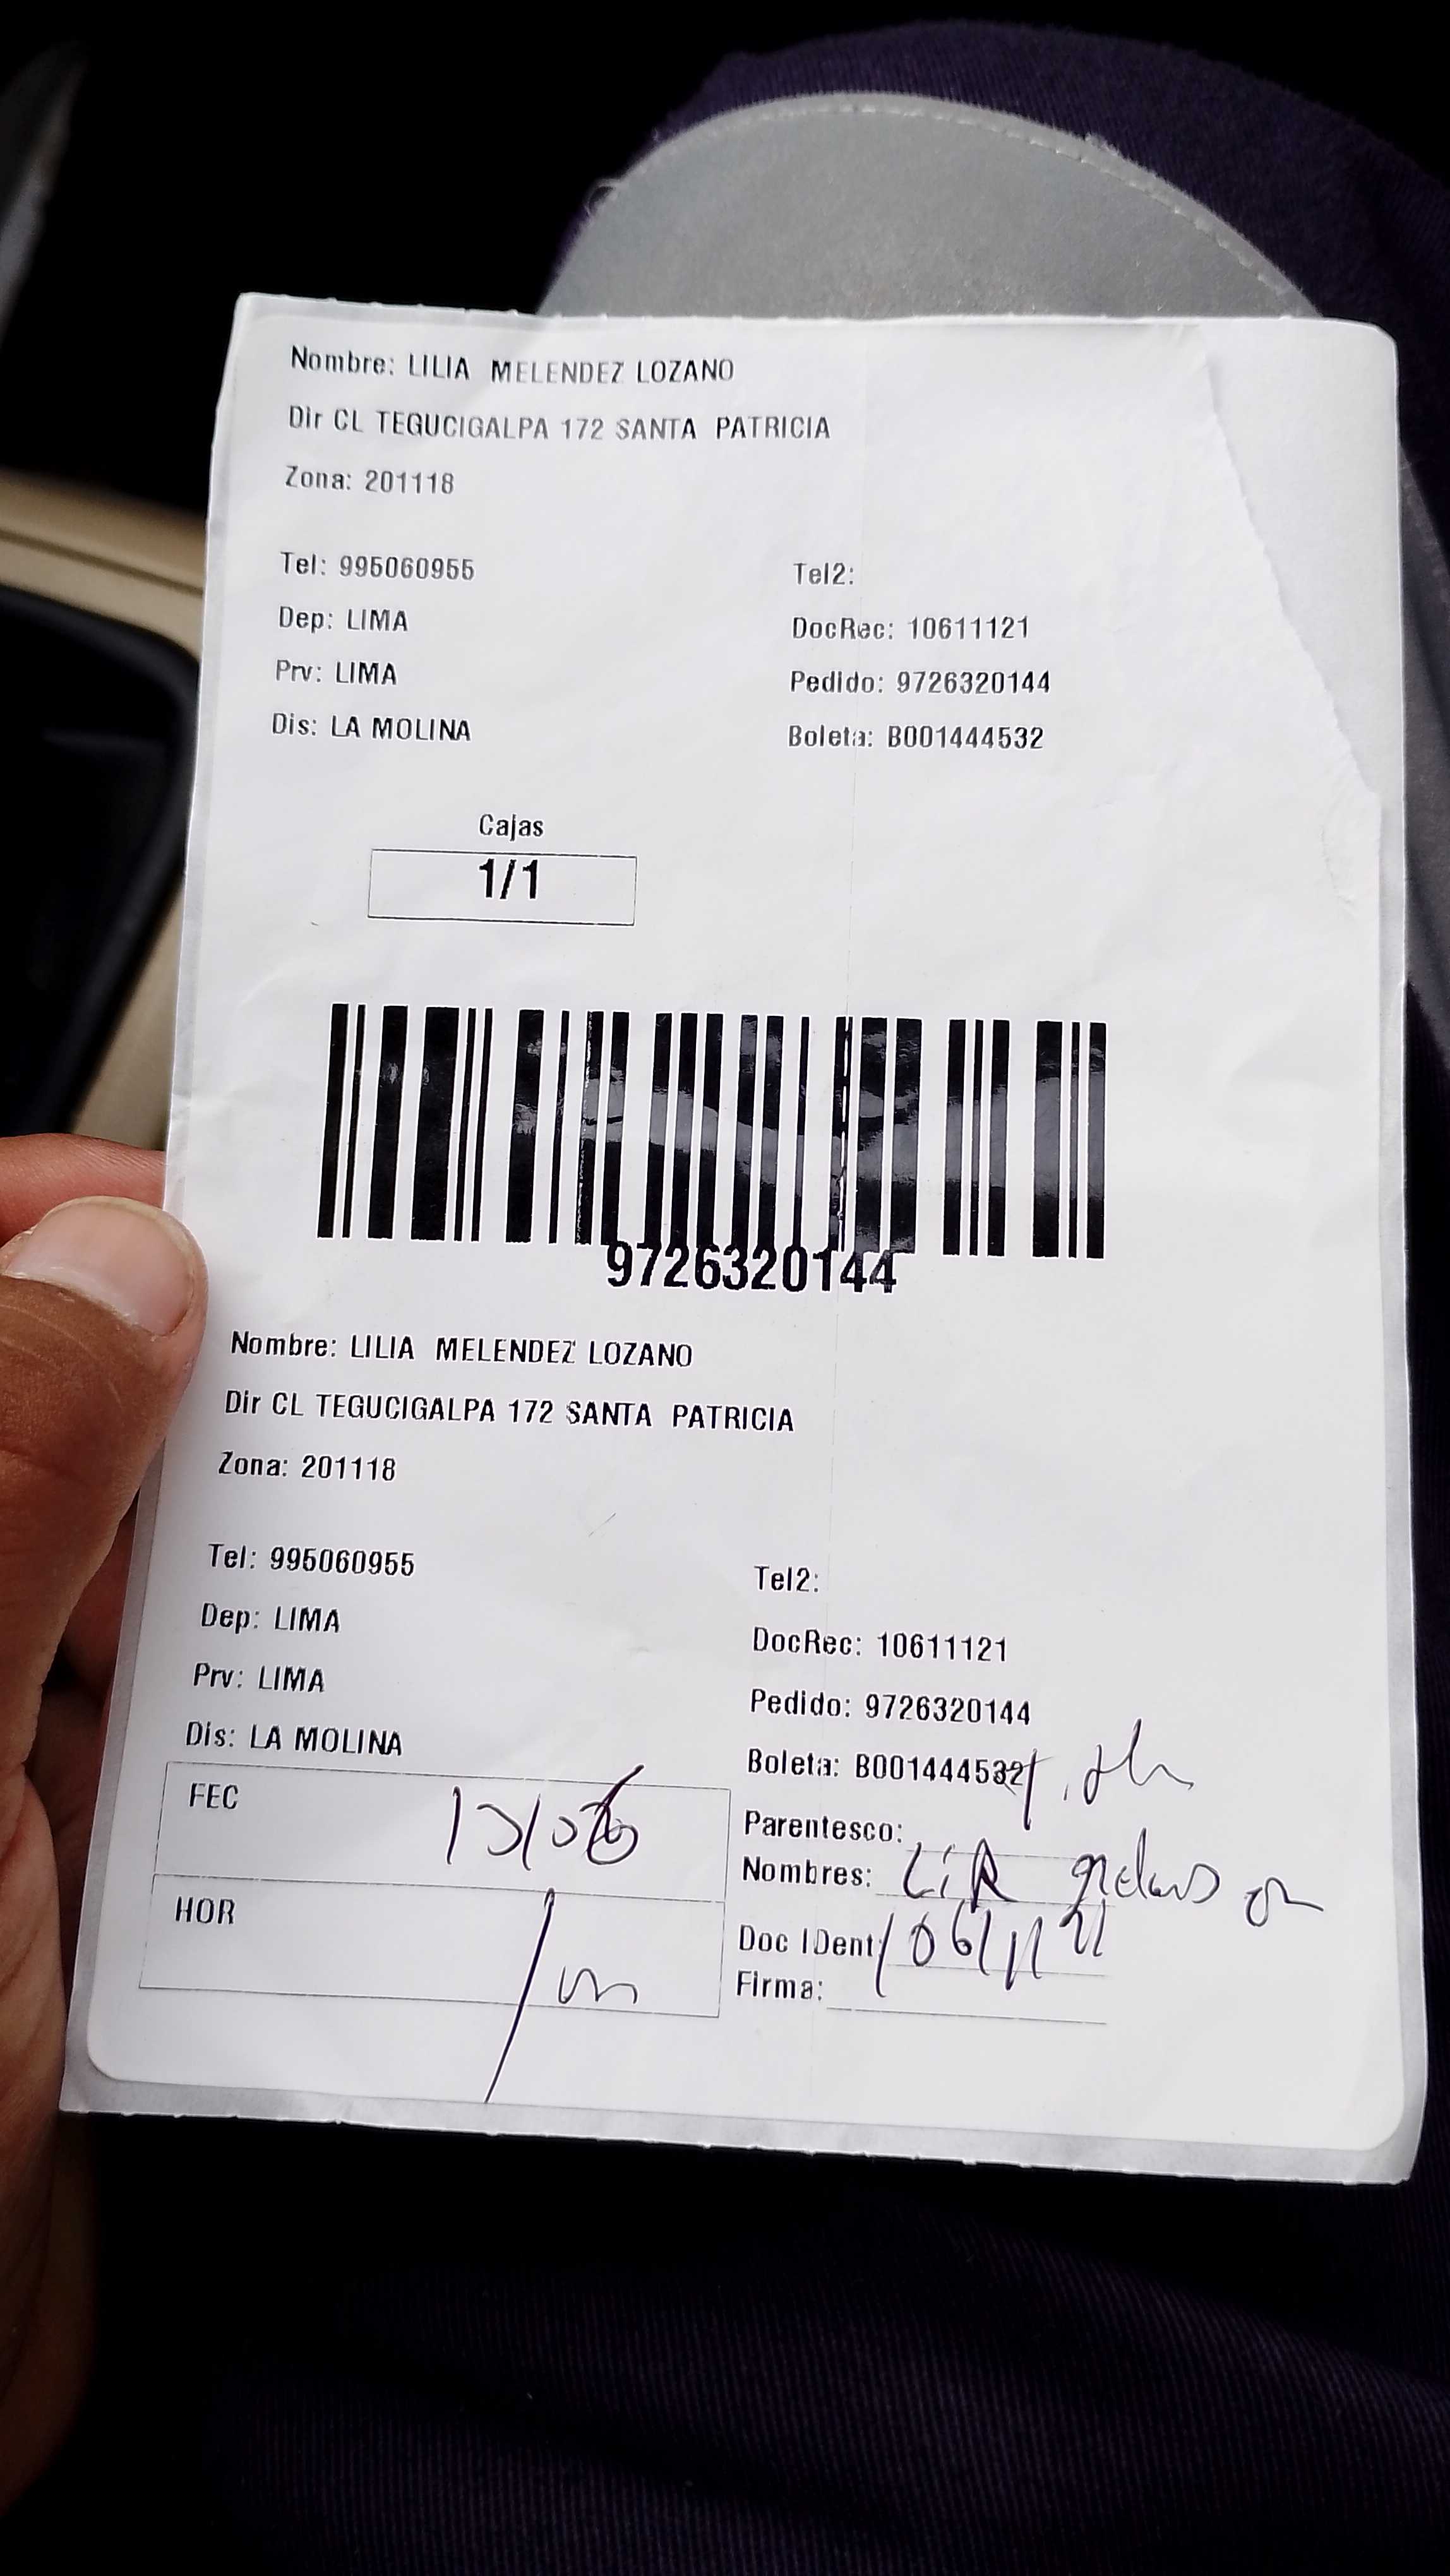 Nombre: LILIA MELENDEZ LOZANO
Dir CL TEGUCIGALPA 172 SANTA PATRICIA
Zona: 201118
Tel: 995060955
Tel2:
Dep: LIMA
DocRec: 10611121
Prv: LIMA
Pedido: 9726320144
Dis: LA MOLINA
Boleta: B001444532
Cajas
1/1
9726320144
Nombre: LILIA MELENDEZ LOZANO
Dir CL TEGUCIGALPA 172 SANTA PATRICIA
Zona: 201118
Tel: 995060955
Tel2:
Dep: LIMA
DocRec: 10611121
Prv: LIMA
Pedido: 9726320144
Dis: LA MOLINA
Boleta: B001444532
FEC
Parentesco:
Nombres:
HOR
Doc IDent:
Firma: